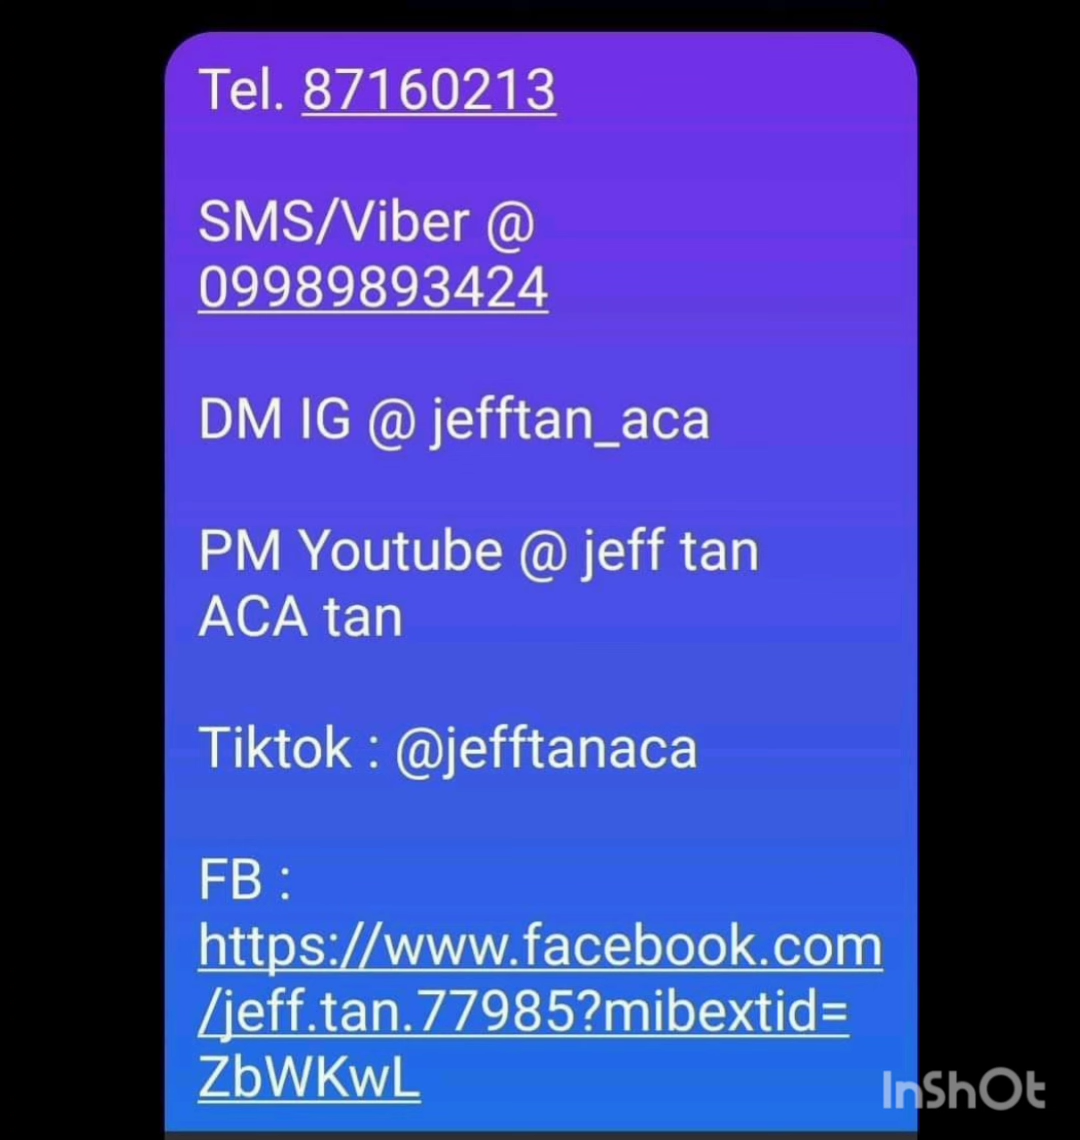 Tel. 87160213
SMS/Viber @
09989893424
DM IG @ jefftan_aca
PM Youtube @ jeff tan
ACA tan
Tiktok : @jefftanaca
FB :
https://www.facebook.com
/jeff.tan.77985?mibextid=
ZbWKwL
InShOt